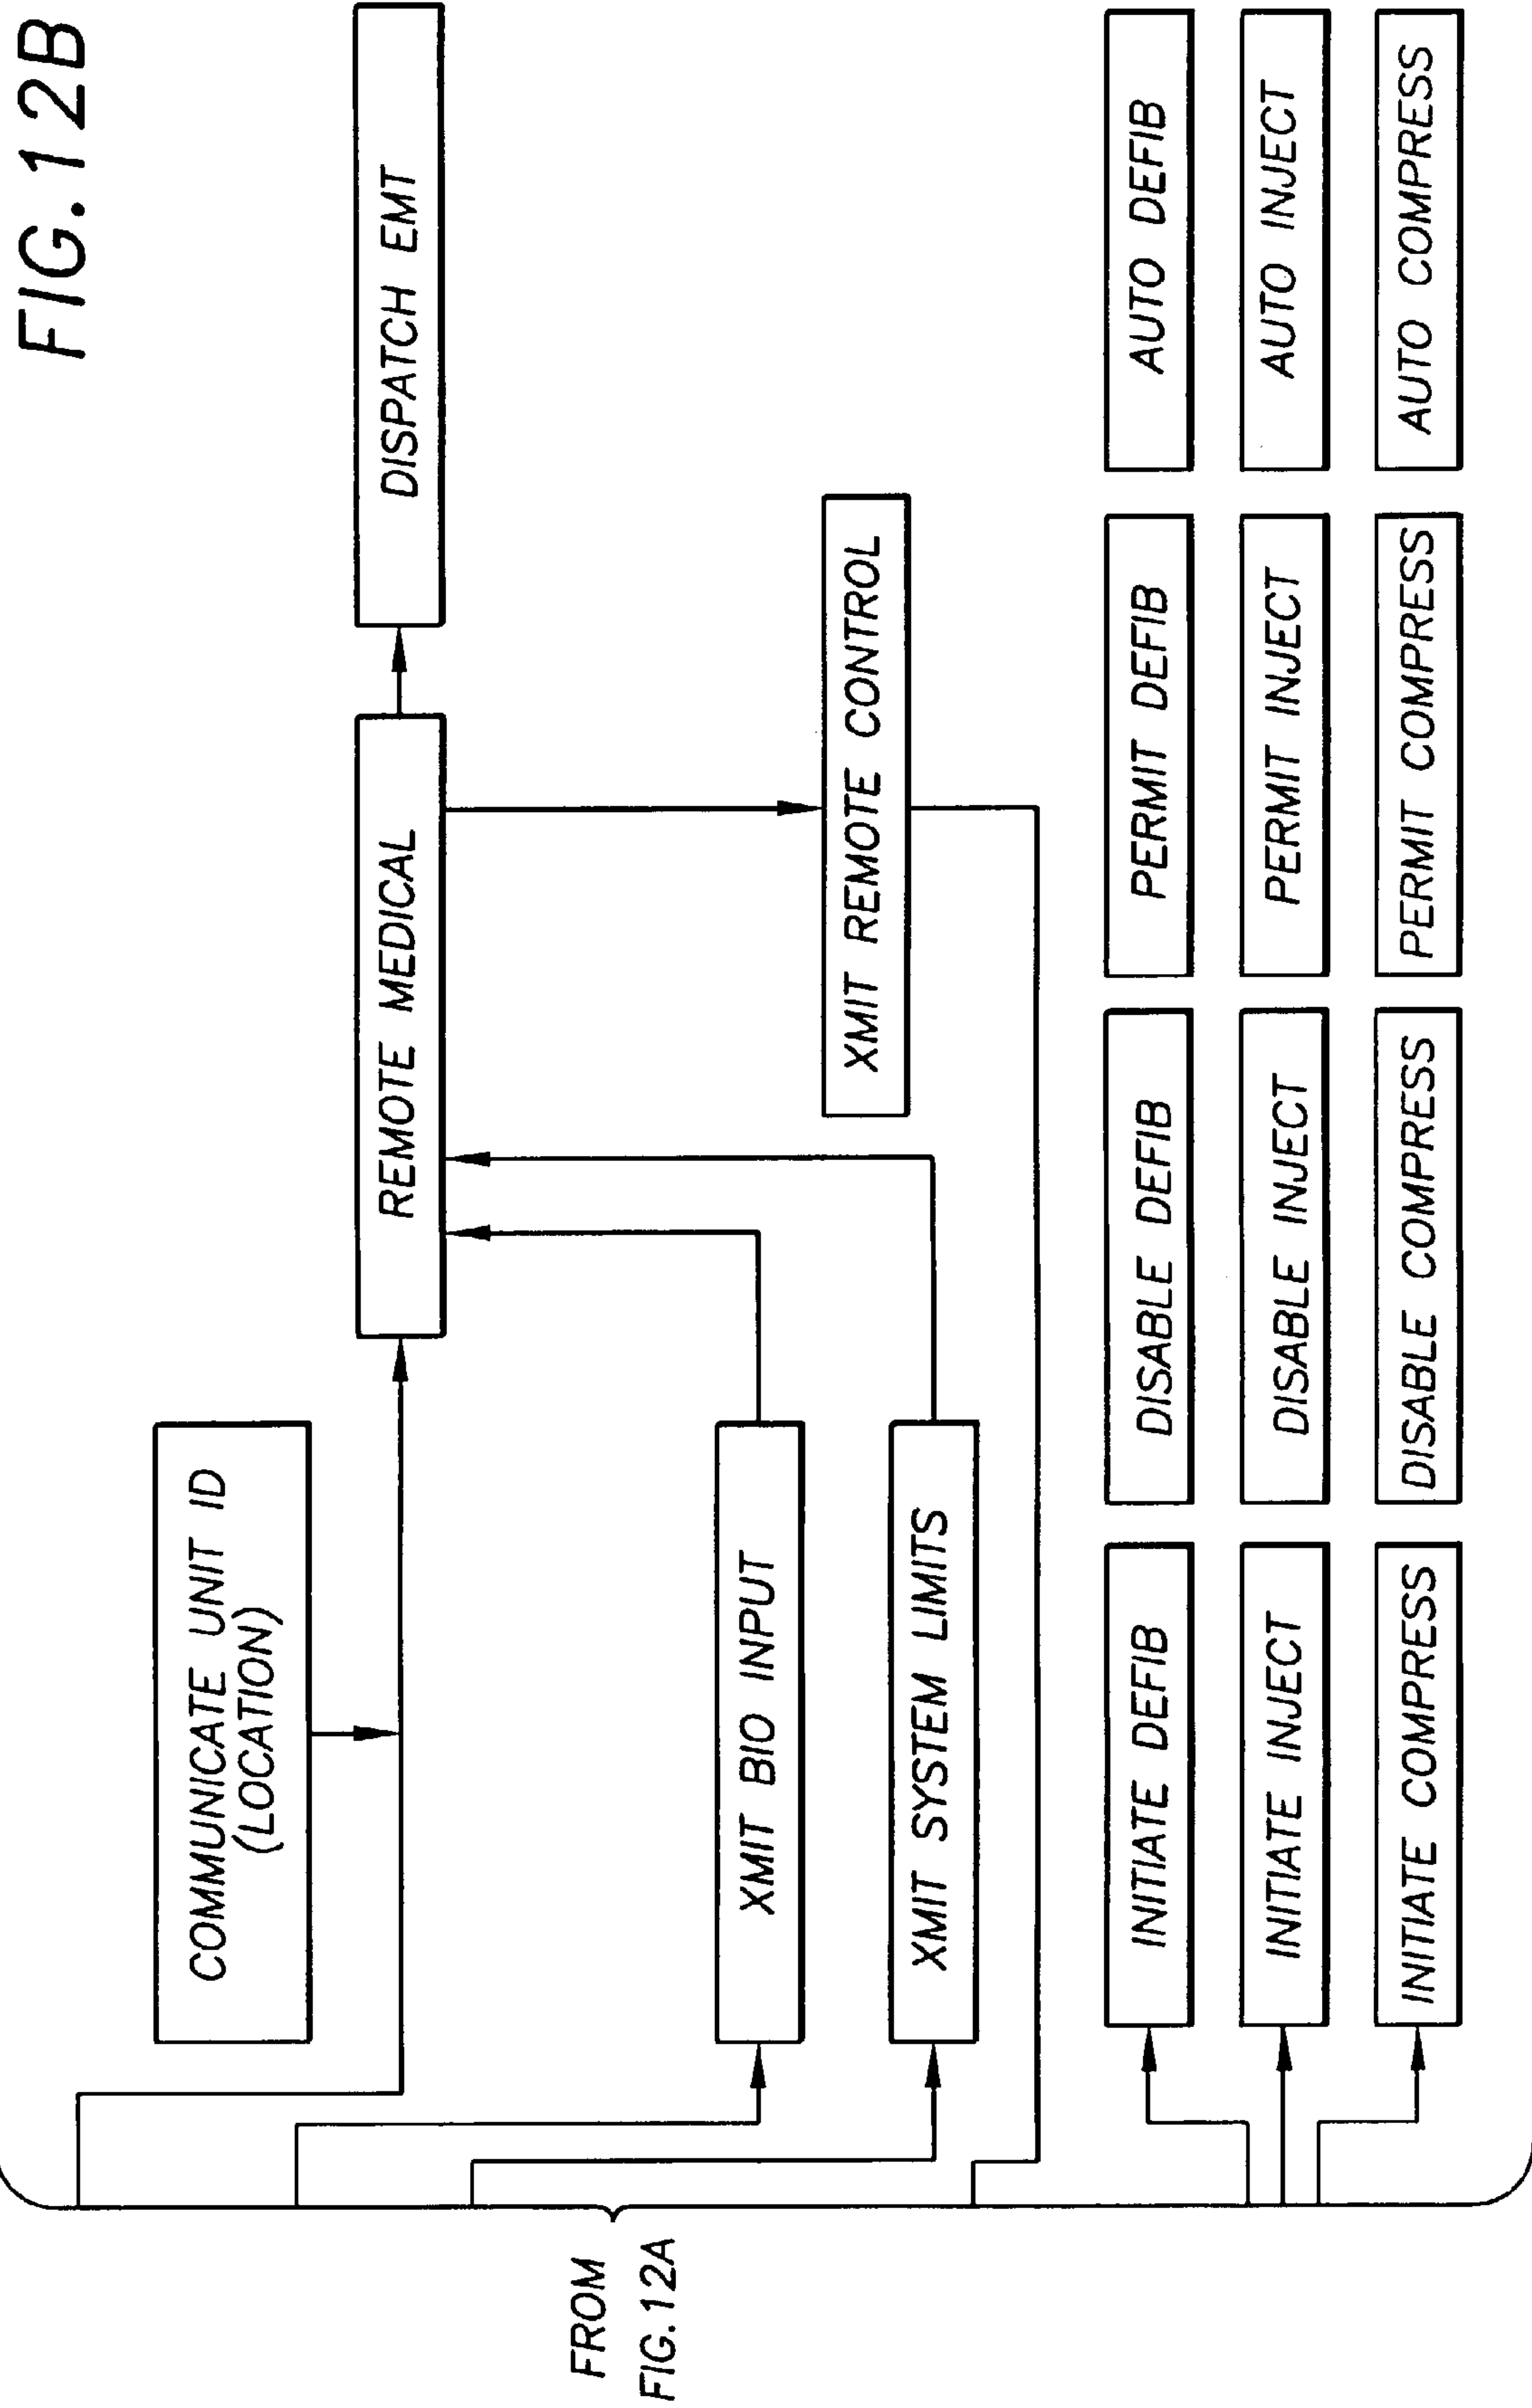 FIG.12B
COMMUNICATE UNIT ID
(LOCATION)
REMOTE MEDICAL
DISPATCH EMT
XMIT BIO INPUT
XMIT REMOTE CONTROL
XMIT SYSTEM LIMITS
FROM
FIG.12A
INITIATE DEFIB
DISABLE DEFIB
PERMIT DEFIB
AUTO DEFIB
INITIATE INJECT
DISABLE INJECT
PERMIT INJECT
AUTO INJECT
INITIATE COMPRESS
DISABLE COMPRESS
PERMIT COMPRESS
AUTO COMPRESS